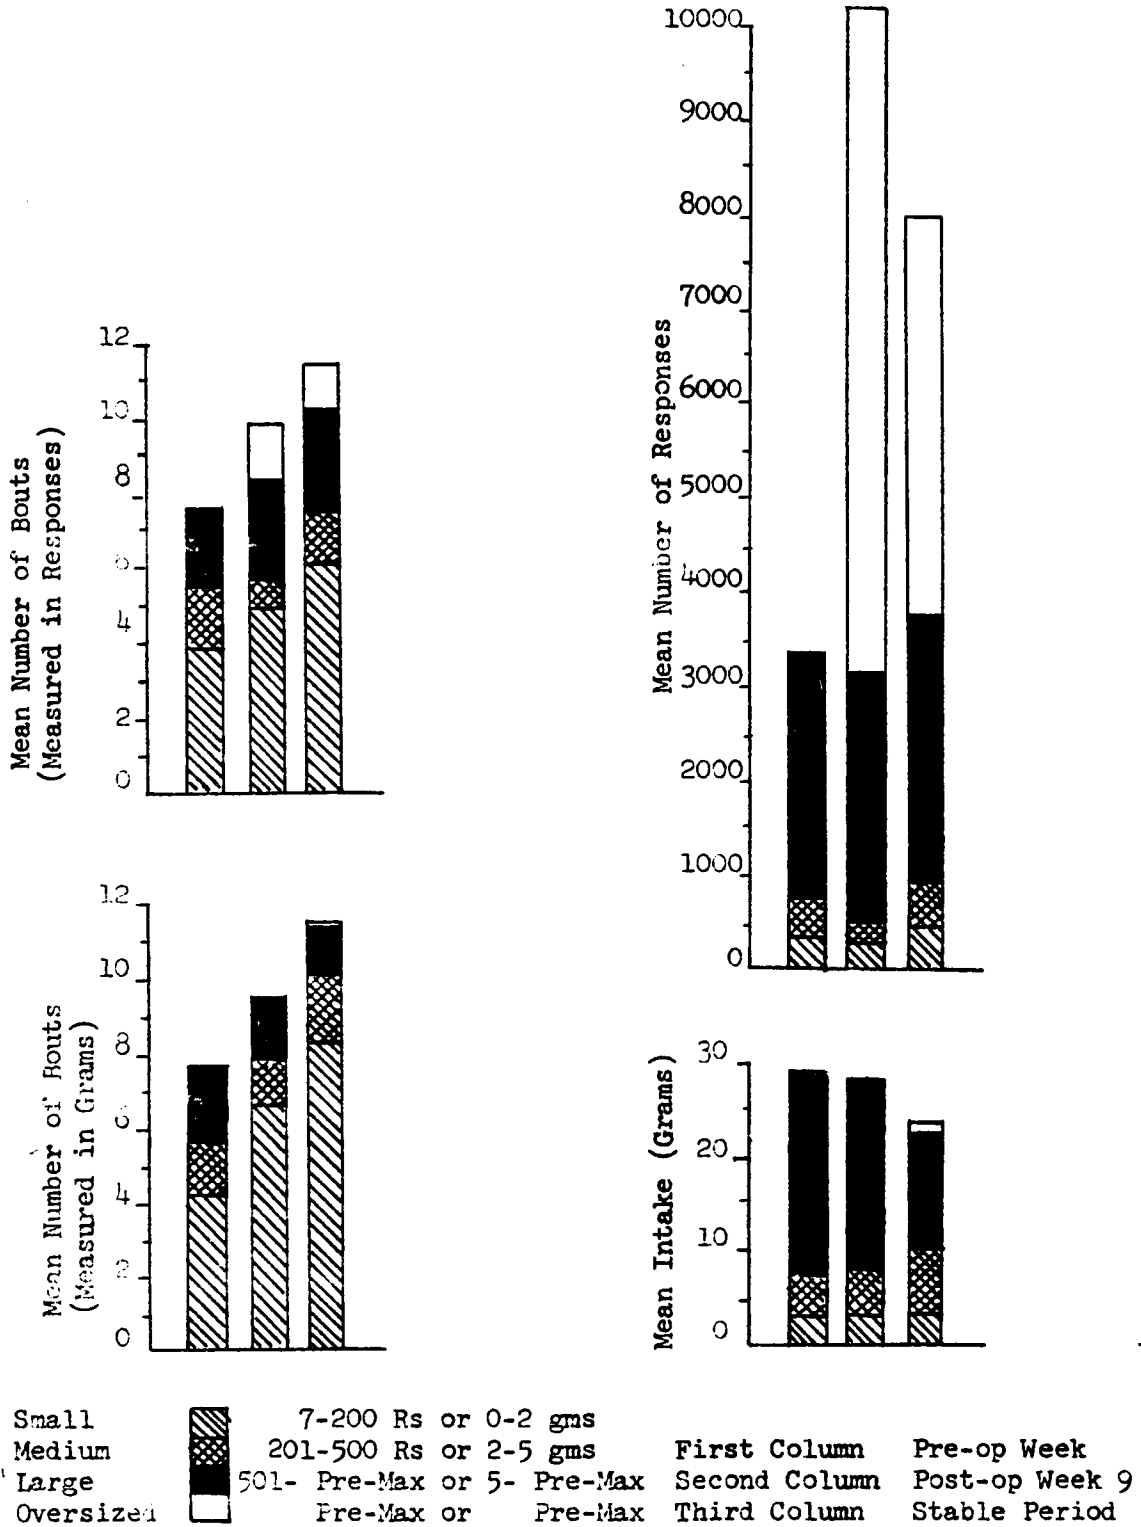 12
10
8
6
4
2
0
Mean Number of Bouts
(Measured in Responses)
10000
9000
8000
7000
6000
5000
4000
3000
2000
1000
0
Mean Number of Responses
12
10
8
6
4
2
0
Mean Number of Bouts
(Measured in Grams)
30
20
10
0
Mean Intake (Grams)
Small 7-200 Rs or 0-2 gms
Medium 201-500 Rs or 2-5 gms First Column Pre-op Week
Large 501- Pre-Max or 5- Pre-Max Second Column Post-op Week 9
Oversized Pre-Max or Pre-Max Third Column Stable Period